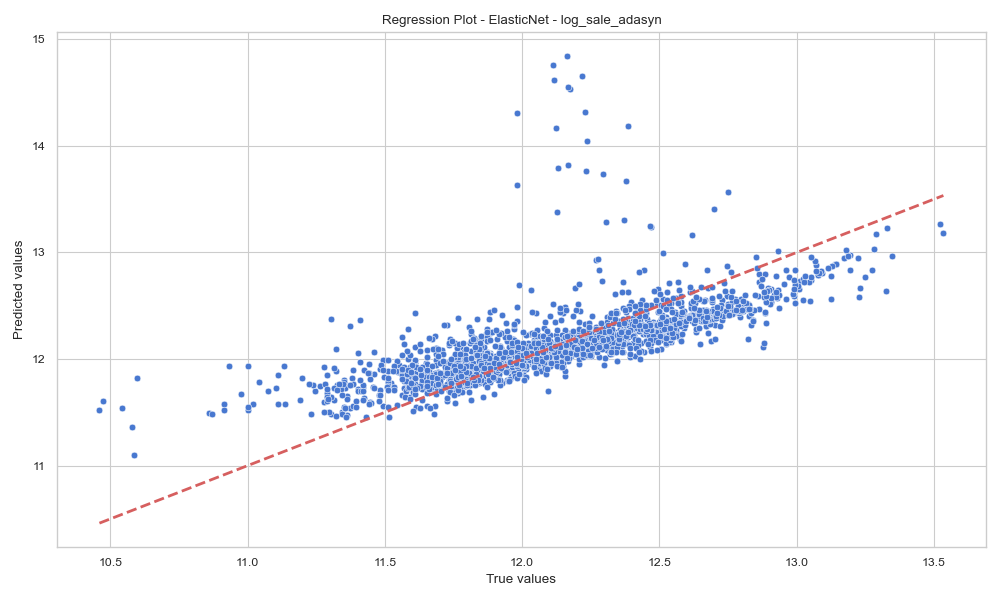 Regression Plot - ElasticNet - log_sale_adasyn
Predicted values
15
14
13
12
11
10.5 11.0 11.5 12.0 12.5 13.0 13.5
True values